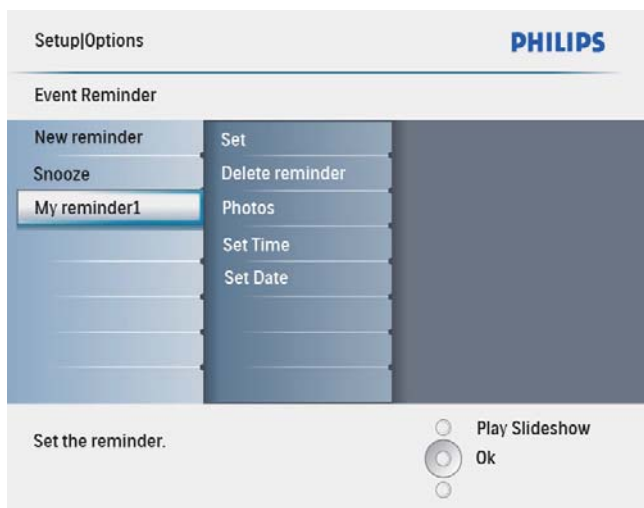 Setup|Options
PHILIPS
Event Reminder
New reminder
Snooze
My reminder1
Set
Delete reminder
Photos
Set Time
Set Date
Set the reminder.
Play Slideshow
Ok